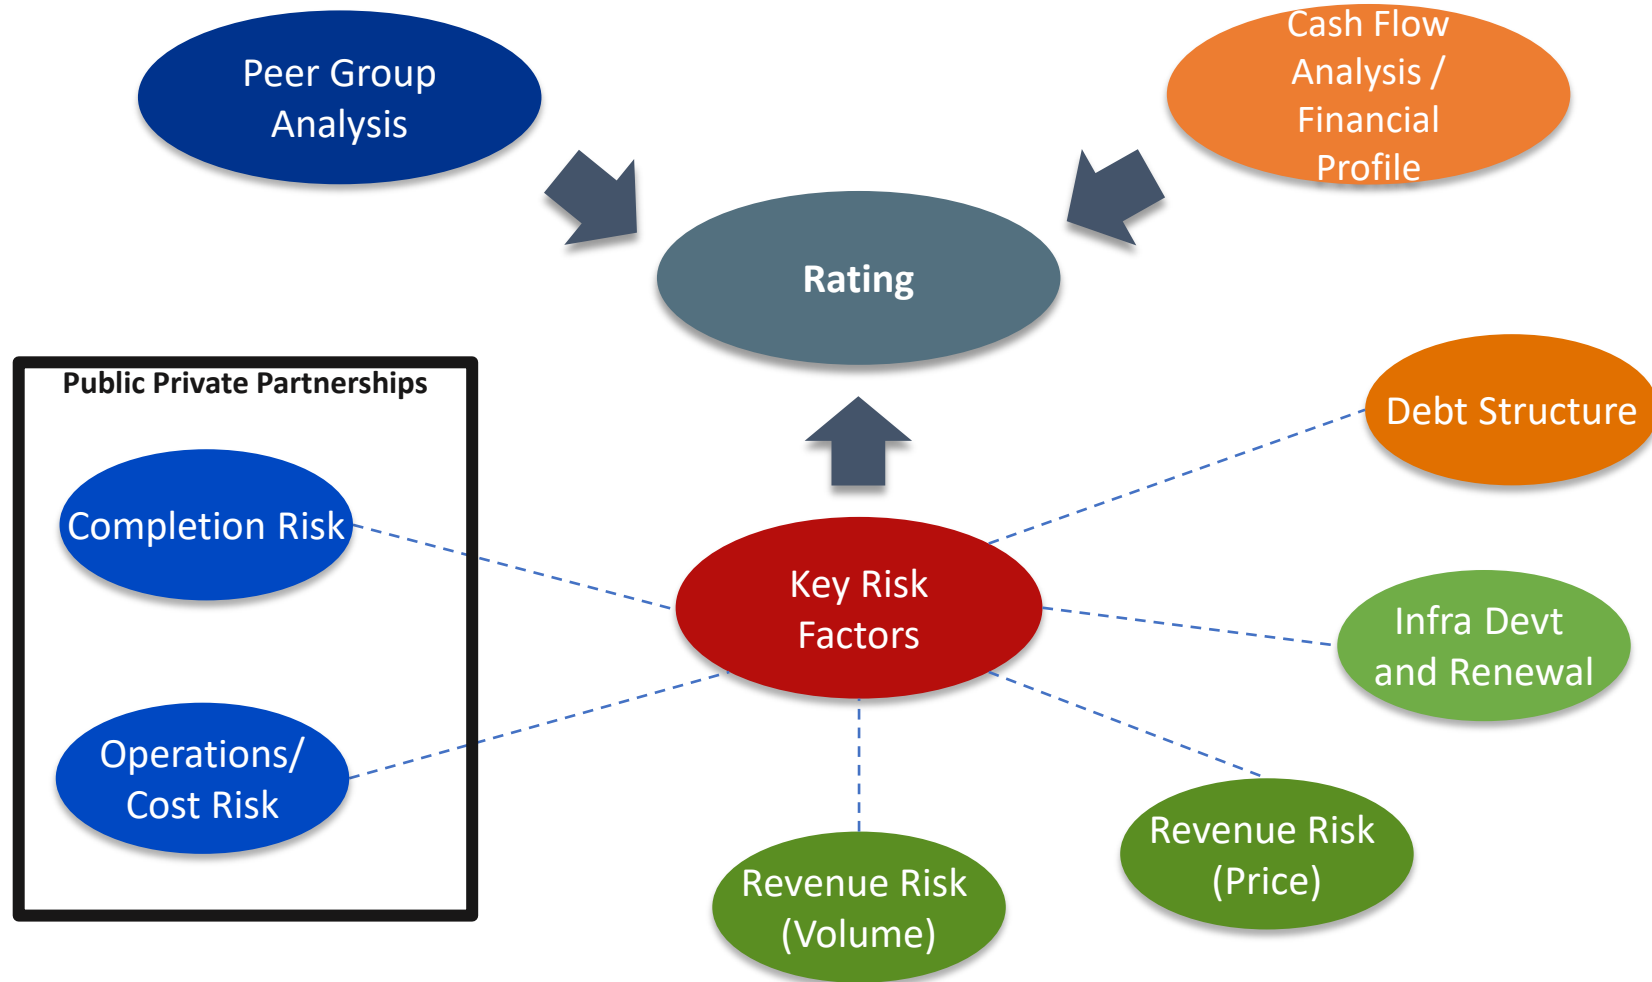 Peer Group
Analysis
Cash Flow
Analysis /
Financial
Profile
Rating
Public Private Partnerships
Debt Structure
Completion Risk
Key Risk
Factors
Infra Devt
and Renewal
Operations/
Cost Risk
Revenue Risk
(Price)
Revenue Risk
(Volume)